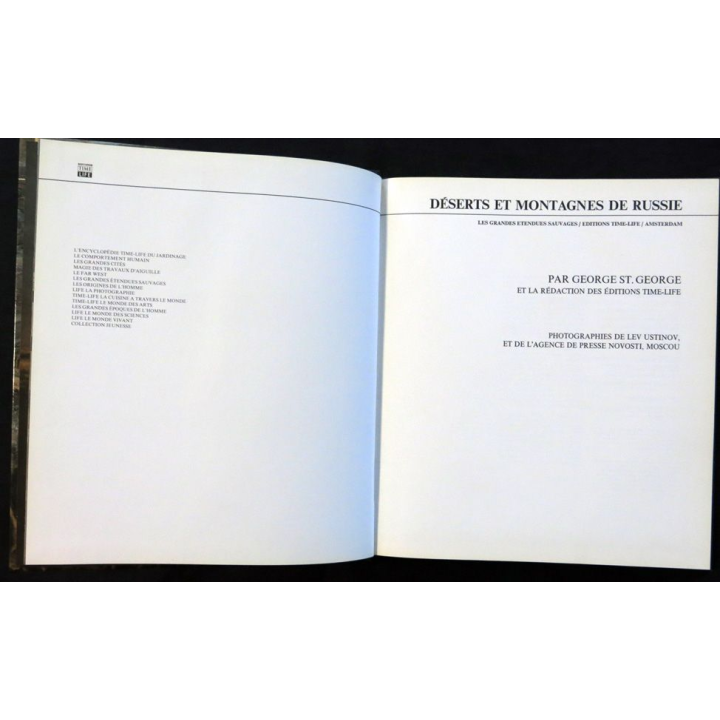 TIME
LIFE
L'ENCYCLOPÉDIE TIME-LIFE DU JARDINAGE
LE COMPORTEMENT HUMAIN
LES GRANDES CITÉS
MAGIE DES TRAVAUX D'AIGUILLE
LE FAR WEST
LES GRANDES ÉTENDUES SAUVAGES
LES ORIGINES DE L'HOMME
LIFE LA PHOTOGRAPHIE
TIME-LIFE LA CUISINE A TRAVERS LE MONDE
TIME-LIFE LE MONDE DES ARTS
LES GRANDES ÉPOQUES DE L'HOMME
LIFE LE MONDE DES SCIENCES
LIFE LE MONDE VIVANT
COLLECTION JEUNESSE
DÉSERTS ET MONTAGNES DE RUSSIE
LES GRANDES ETENDUES SAUVAGES / EDITIONS TIME-LIFE / AMSTERDAM
PAR GEORGE ST. GEORGE
ET LA RÉDACTION DES ÉDITIONS TIME-LIFE
PHOTOGRAPHIES DE LEV USTINOV,
ET DE L'AGENCE DE PRESSE NOVOSTI, MOSCOU